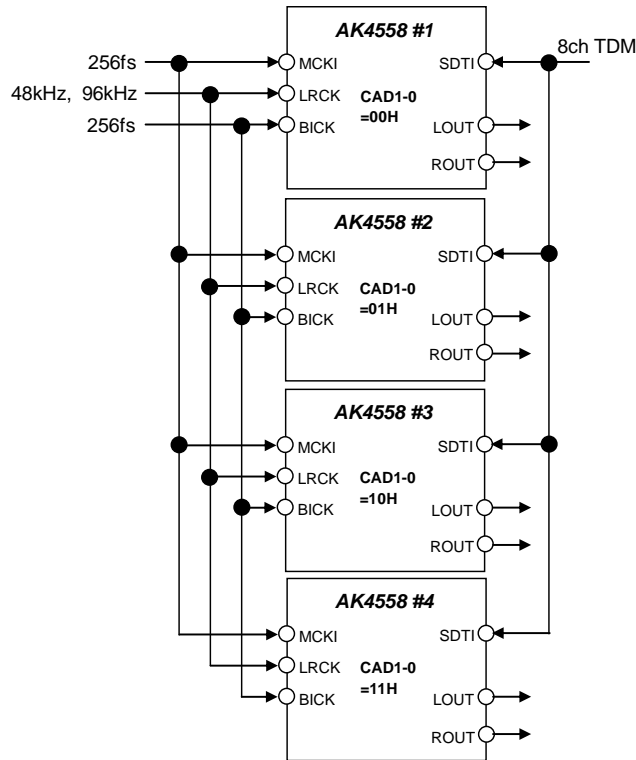 AK4558 #1
8ch TDM
256fs
MCKI
SDTI
48kHz, 96kHz
LRCK
CAD1-0
=00H
256fs
BICK
LOUT
ROUT
AK4558 #2
MCKI
SDTI
LRCK
CAD1-0
=01H
BICK
LOUT
ROUT
AK4558 #3
MCKI
SDTI
LRCK
CAD1-0
=10H
BICK
LOUT
ROUT
AK4558 #4
MCKI
SDTI
LRCK
CAD1-0
=11H
BICK
LOUT
ROUT